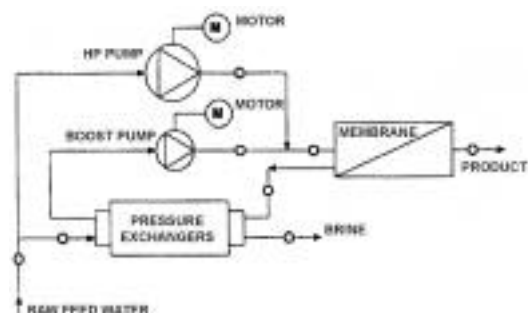 MOTOR
HP PUMP
M
MOTOR
M
BOOST PUMP
MEMBRANE
PRODUCT
PRESSURE
EXCHANGERS
BRINE
RAW FEED WATER